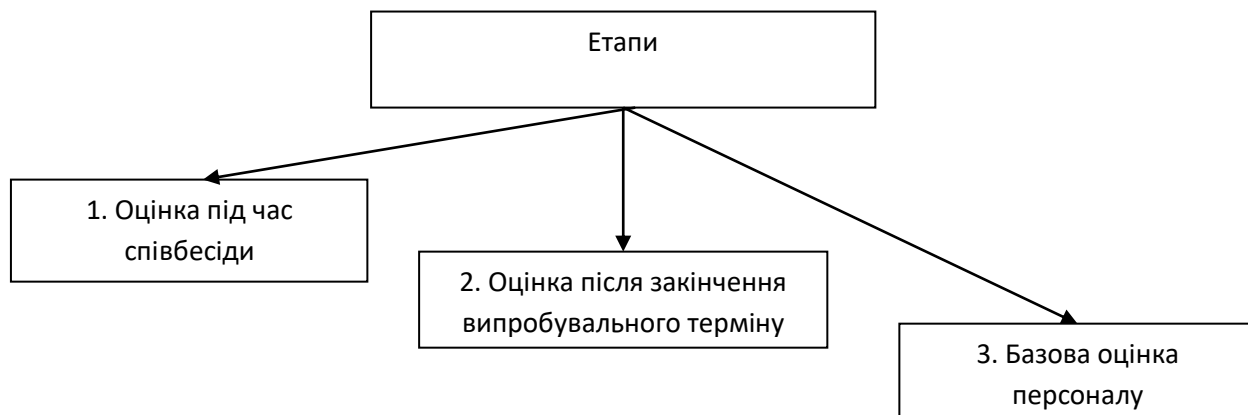 Етапи
1. Оцінка під час
співбесіди
2. Оцінка після закінчення
випробувального терміну
3. Базова оцінка
персоналу